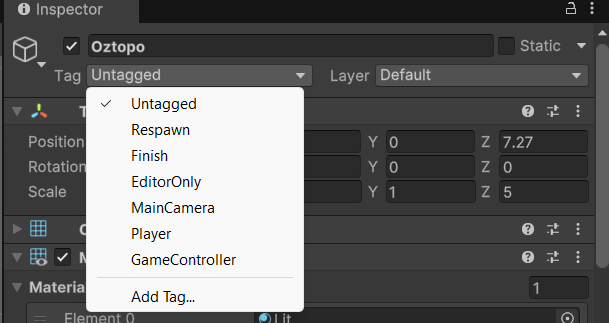 Inspector
Oztopo
Static
Tag Untagged Layer Default
Untagged
Respawn
Finish
EditorOnly
MainCamera
Player
GameController
Add Tag...
Position Y 0 Z 7.27
Rotation Y 0 Z 0
Scale Y 1 Z 5
Material 1
Element 0 Lit